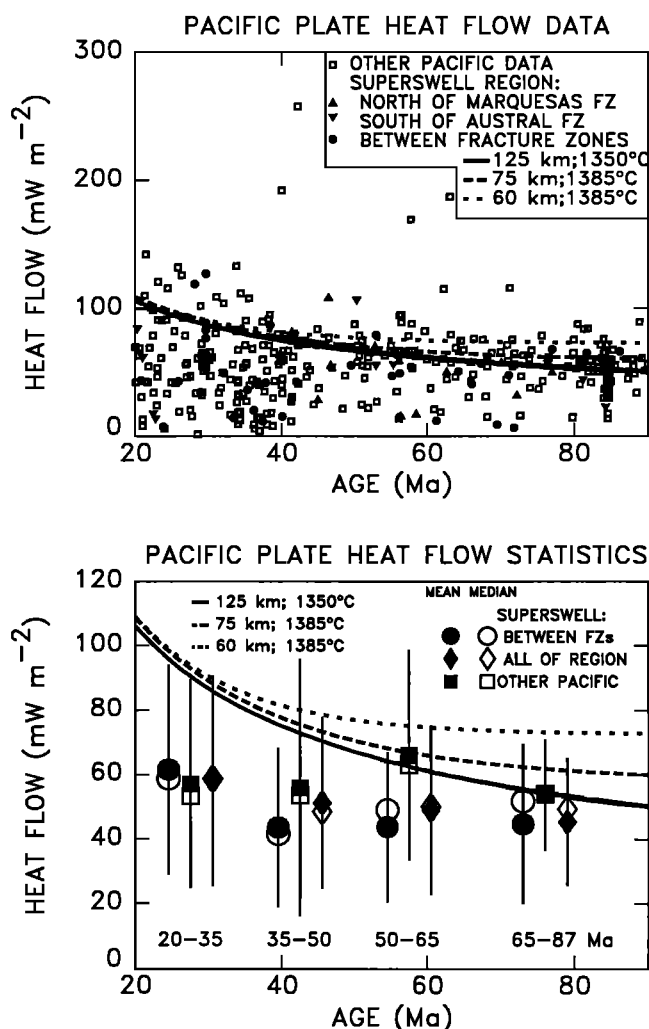 PACIFIC PLATE HEAT FLOW DATA
300
200
100
0
HEAT FLOW (mW m⁻²)
OTHER PACIFIC DATA
SUPERSWELL REGION:
NORTH OF MARQUESAS FZ
SOUTH OF AUSTRAL FZ
BETWEEN FRACTURE ZONES
125 km;1350°C
75 km;1385°C
60 km;1385°C
20 40 60 80
AGE (Ma)
PACIFIC PLATE HEAT FLOW STATISTICS
120
100
80
60
40
20
0
HEAT FLOW (mW m⁻²)
125 km; 1350°C
75 km; 1385°C
60 km; 1385°C
MEAN MEDIAN
SUPERSWELL:
BETWEEN FZs
ALL OF REGION
OTHER PACIFIC
20–35 35–50 50–65 65–87 Ma
20 40 60 80
AGE (Ma)